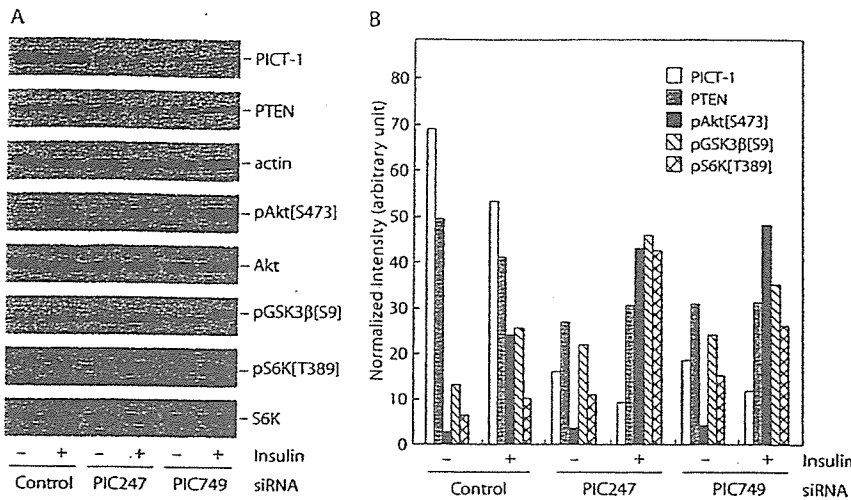 A
PICT-1
PTEN
actin
pAkt[S473]
Akt
pGSK3β[S9]
pS6K[T389]
S6K
– + – + – + Insulin
Control PIC247 PIC749 siRNA
B
Normalized Intensity (arbitrary unit)
80
70
60
50
40
30
20
10
0
PICT-1
PTEN
pAkt[S473]
pGSK3β[S9]
pS6K[T389]
– + – + – + Insulin
Control PIC247 PIC749 siRNA